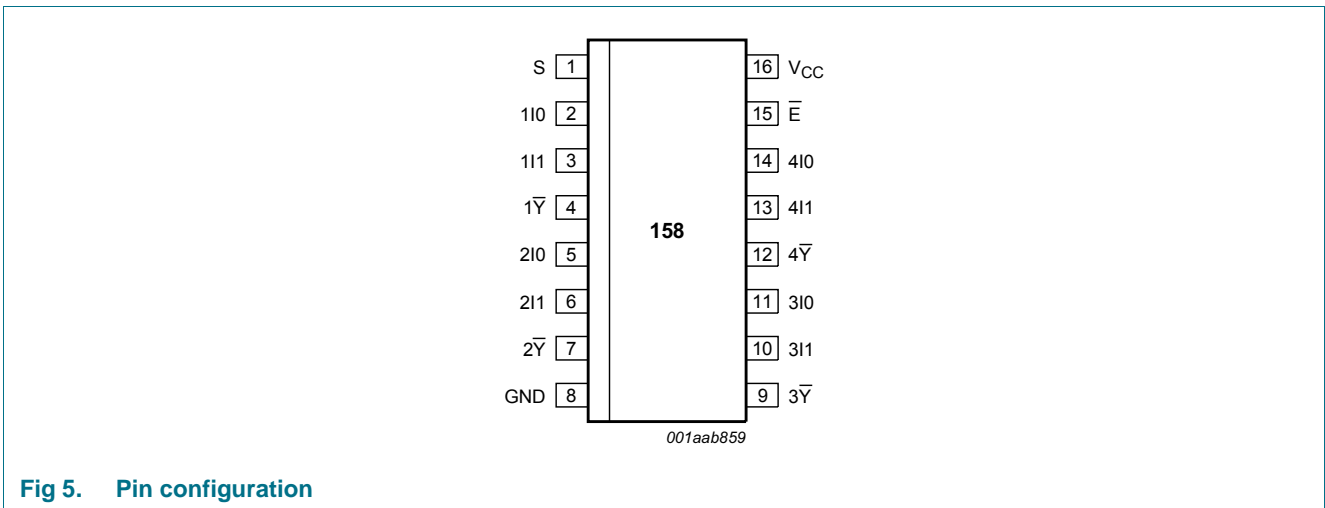 S 1 16 V_CC
1I0 2 15 E̅
1I1 3 14 4I0
1Y̅ 4 13 4I1
158
2I0 5 12 4Y̅
2I1 6 11 3I0
2Y̅ 7 10 3I1
GND 8 9 3Y̅
001aab859
Fig 5. Pin configuration